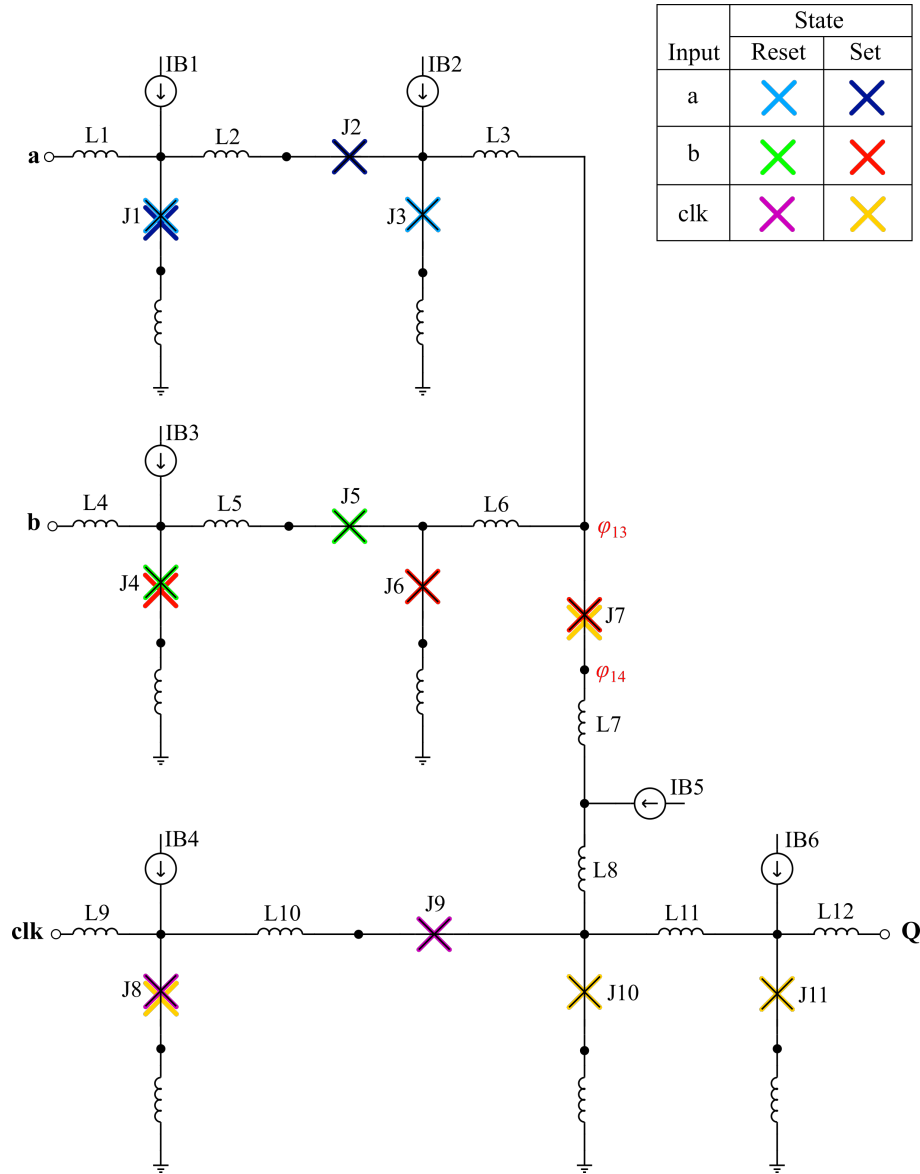 State
Input Reset Set
a
b
clk
IB1 IB2
L1 L2 J2 L3
a
J1 J3
IB3
L4 L5 J5 L6
b φ13
J4 J6 J7
φ14
L7
IB5
IB4 L8 IB6
L9 L10 J9 L11 L12
clk Q
J8 J10 J11